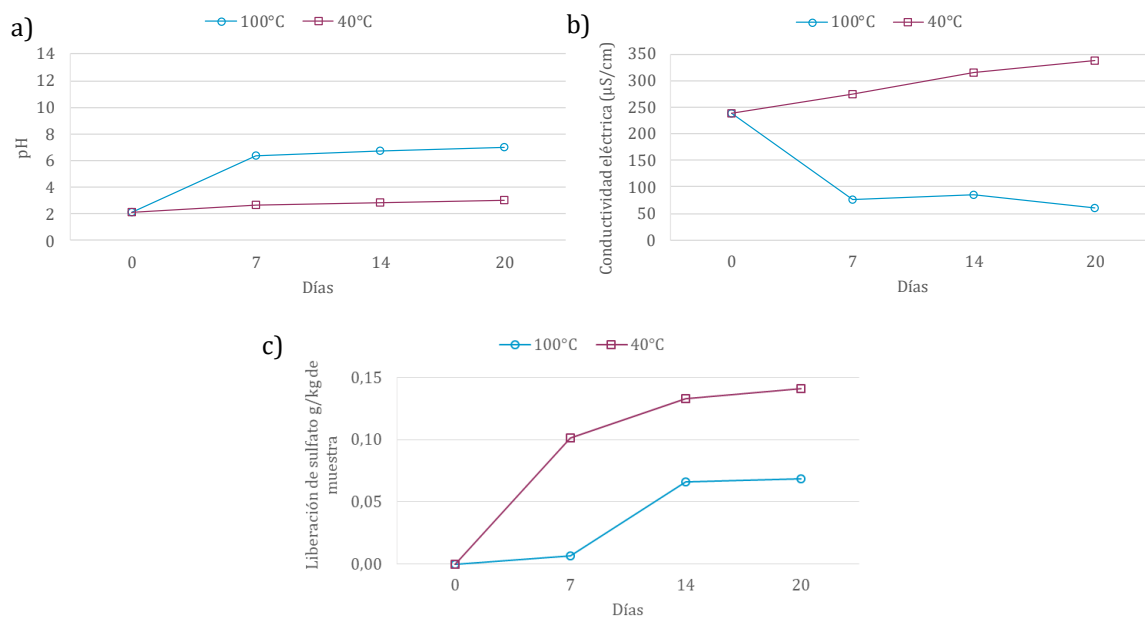 a)
100°C 40°C
14
12
10
8
6
4
2
0
pH
0 7 14 20
Días
b)
100°C 40°C
350
300
250
200
150
100
50
0
Conductividad eléctrica (µS/cm)
0 7 14 20
Días
c)
100°C 40°C
0,15
0,10
0,05
0,00
Liberación de sulfato g/kg de
muestra
0 7 14 20
Días